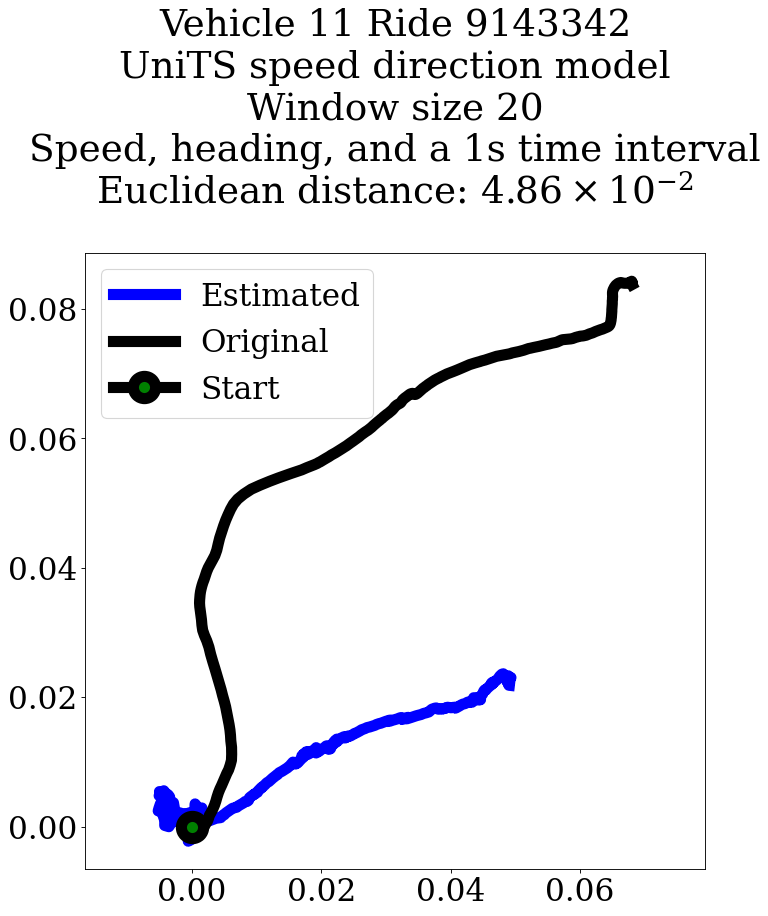 Vehicle 11 Ride 9143342
UniTS speed direction model
Window size 20
Speed, heading, and a 1s time interval
Euclidean distance: 4.86 × 10⁻²
Estimated
Original
Start
0.08
0.06
0.04
0.02
0.00
0.00 0.02 0.04 0.06